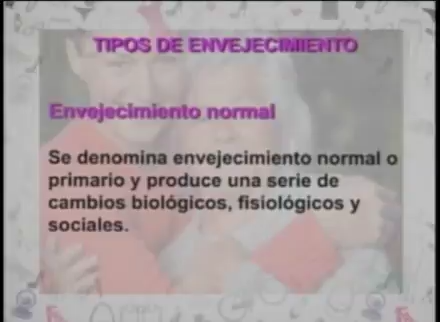 TIPOS DE ENVEJECIMIENTO
Envejecimiento normal
Se denomina envejecimiento normal o
primario y produce una serie de
cambios biológicos, fisiológicos y
sociales.